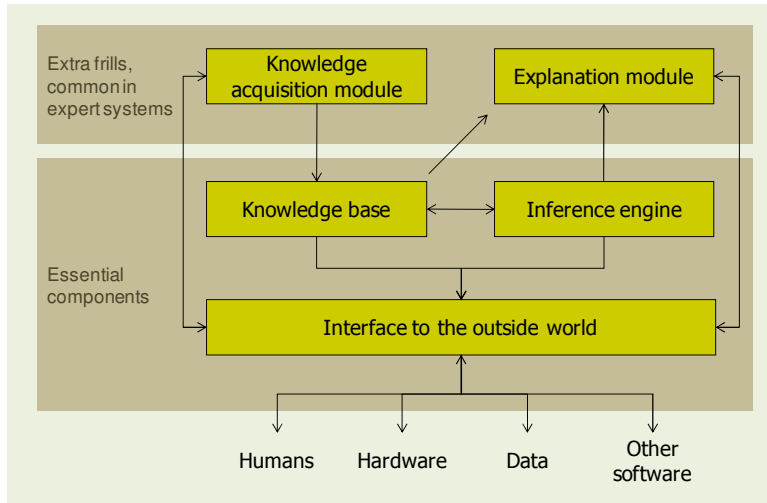 Extra frills,
common in
expert systems
Knowledge
acquisition module
Explanation module
Knowledge base
Inference engine
Essential
components
Interface to the outside world
Humans
Hardware
Data
Other
software